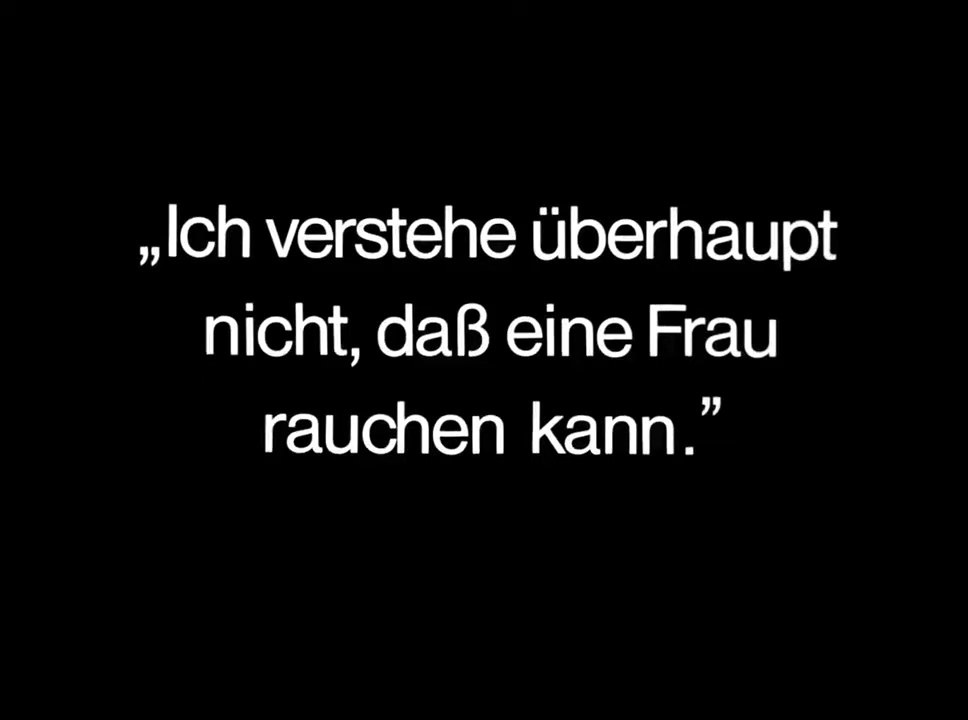 „Ich verstehe überhaupt
nicht, daß eine Frau
rauchen kann.”